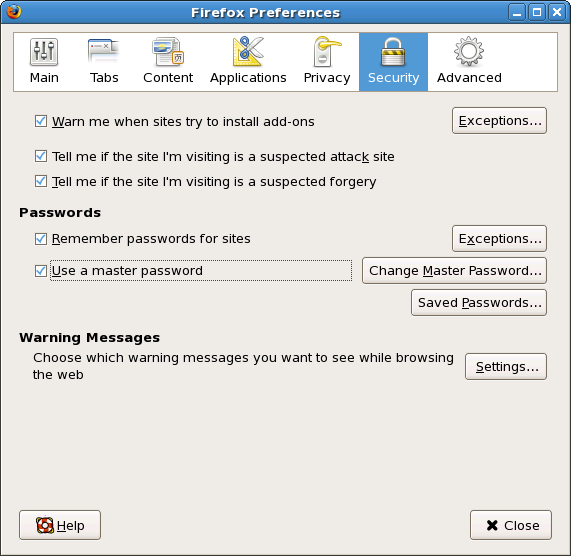 Firefox Preferences
Main Tabs Content Applications Privacy Security Advanced
Warn me when sites try to install add-ons Exceptions...
Tell me if the site I'm visiting is a suspected attack site
Tell me if the site I'm visiting is a suspected forgery
Passwords
Remember passwords for sites Exceptions...
Use a master password Change Master Password...
Saved Passwords...
Warning Messages
Choose which warning messages you want to see while browsing
the web
Settings...
Help Close